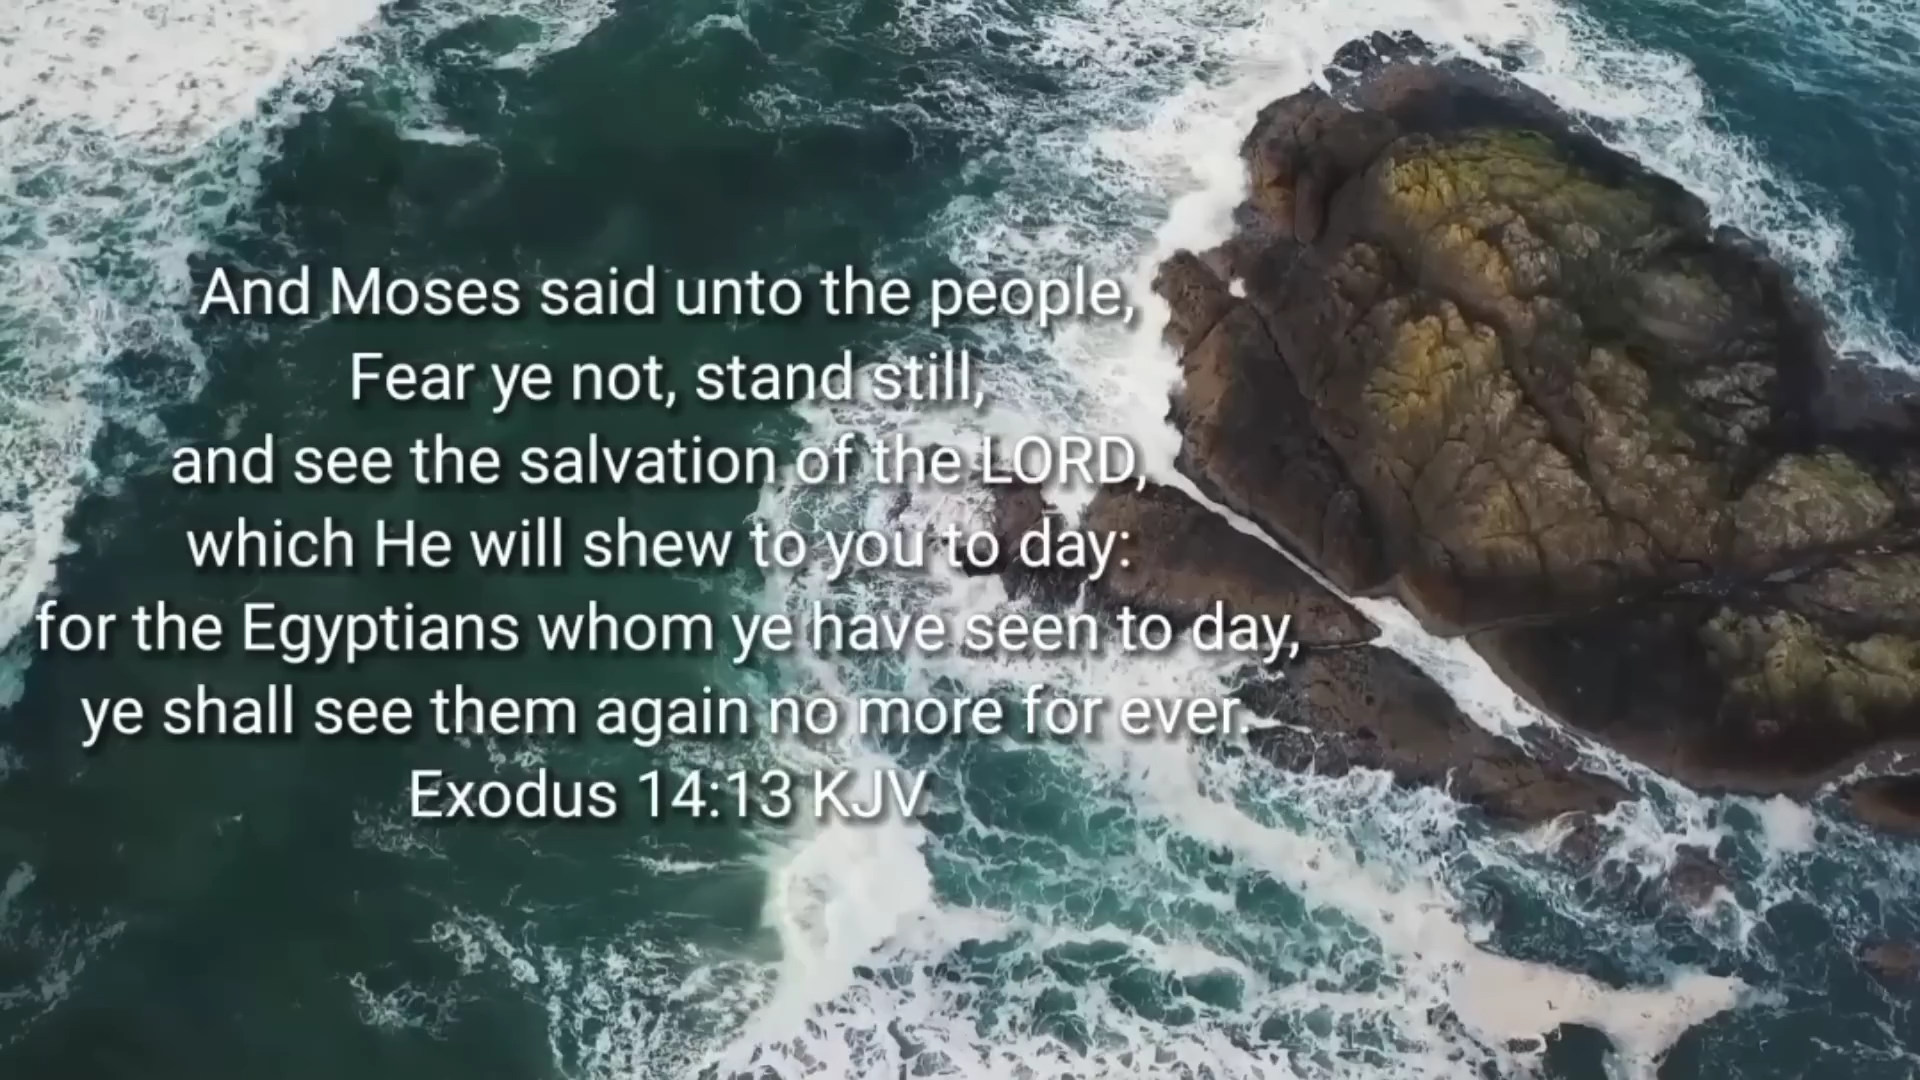 And Moses said unto the people,
Fear ye not, stand still,
and see the salvation of the LORD,
which He will shew to you to day:
for the Egyptians whom ye have seen to day,
ye shall see them again no more for ever.
Exodus 14:13 KJV